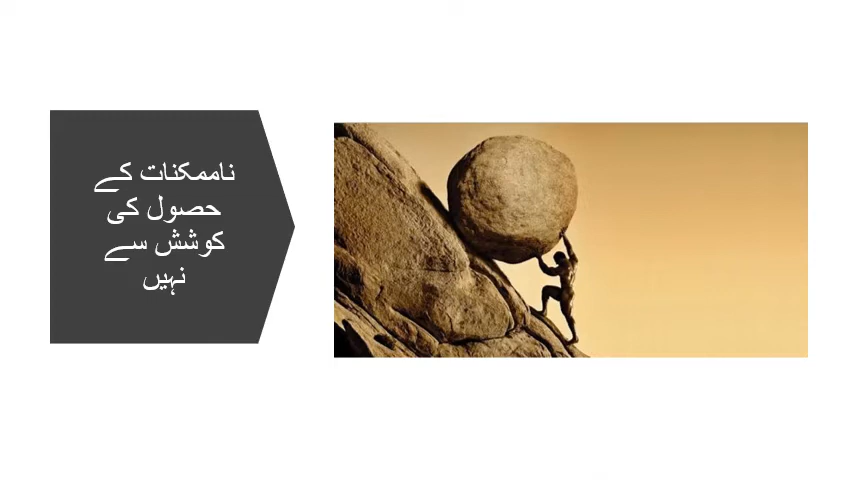 ناممکنات کے
حصول کی
کوشش سے
نہیں